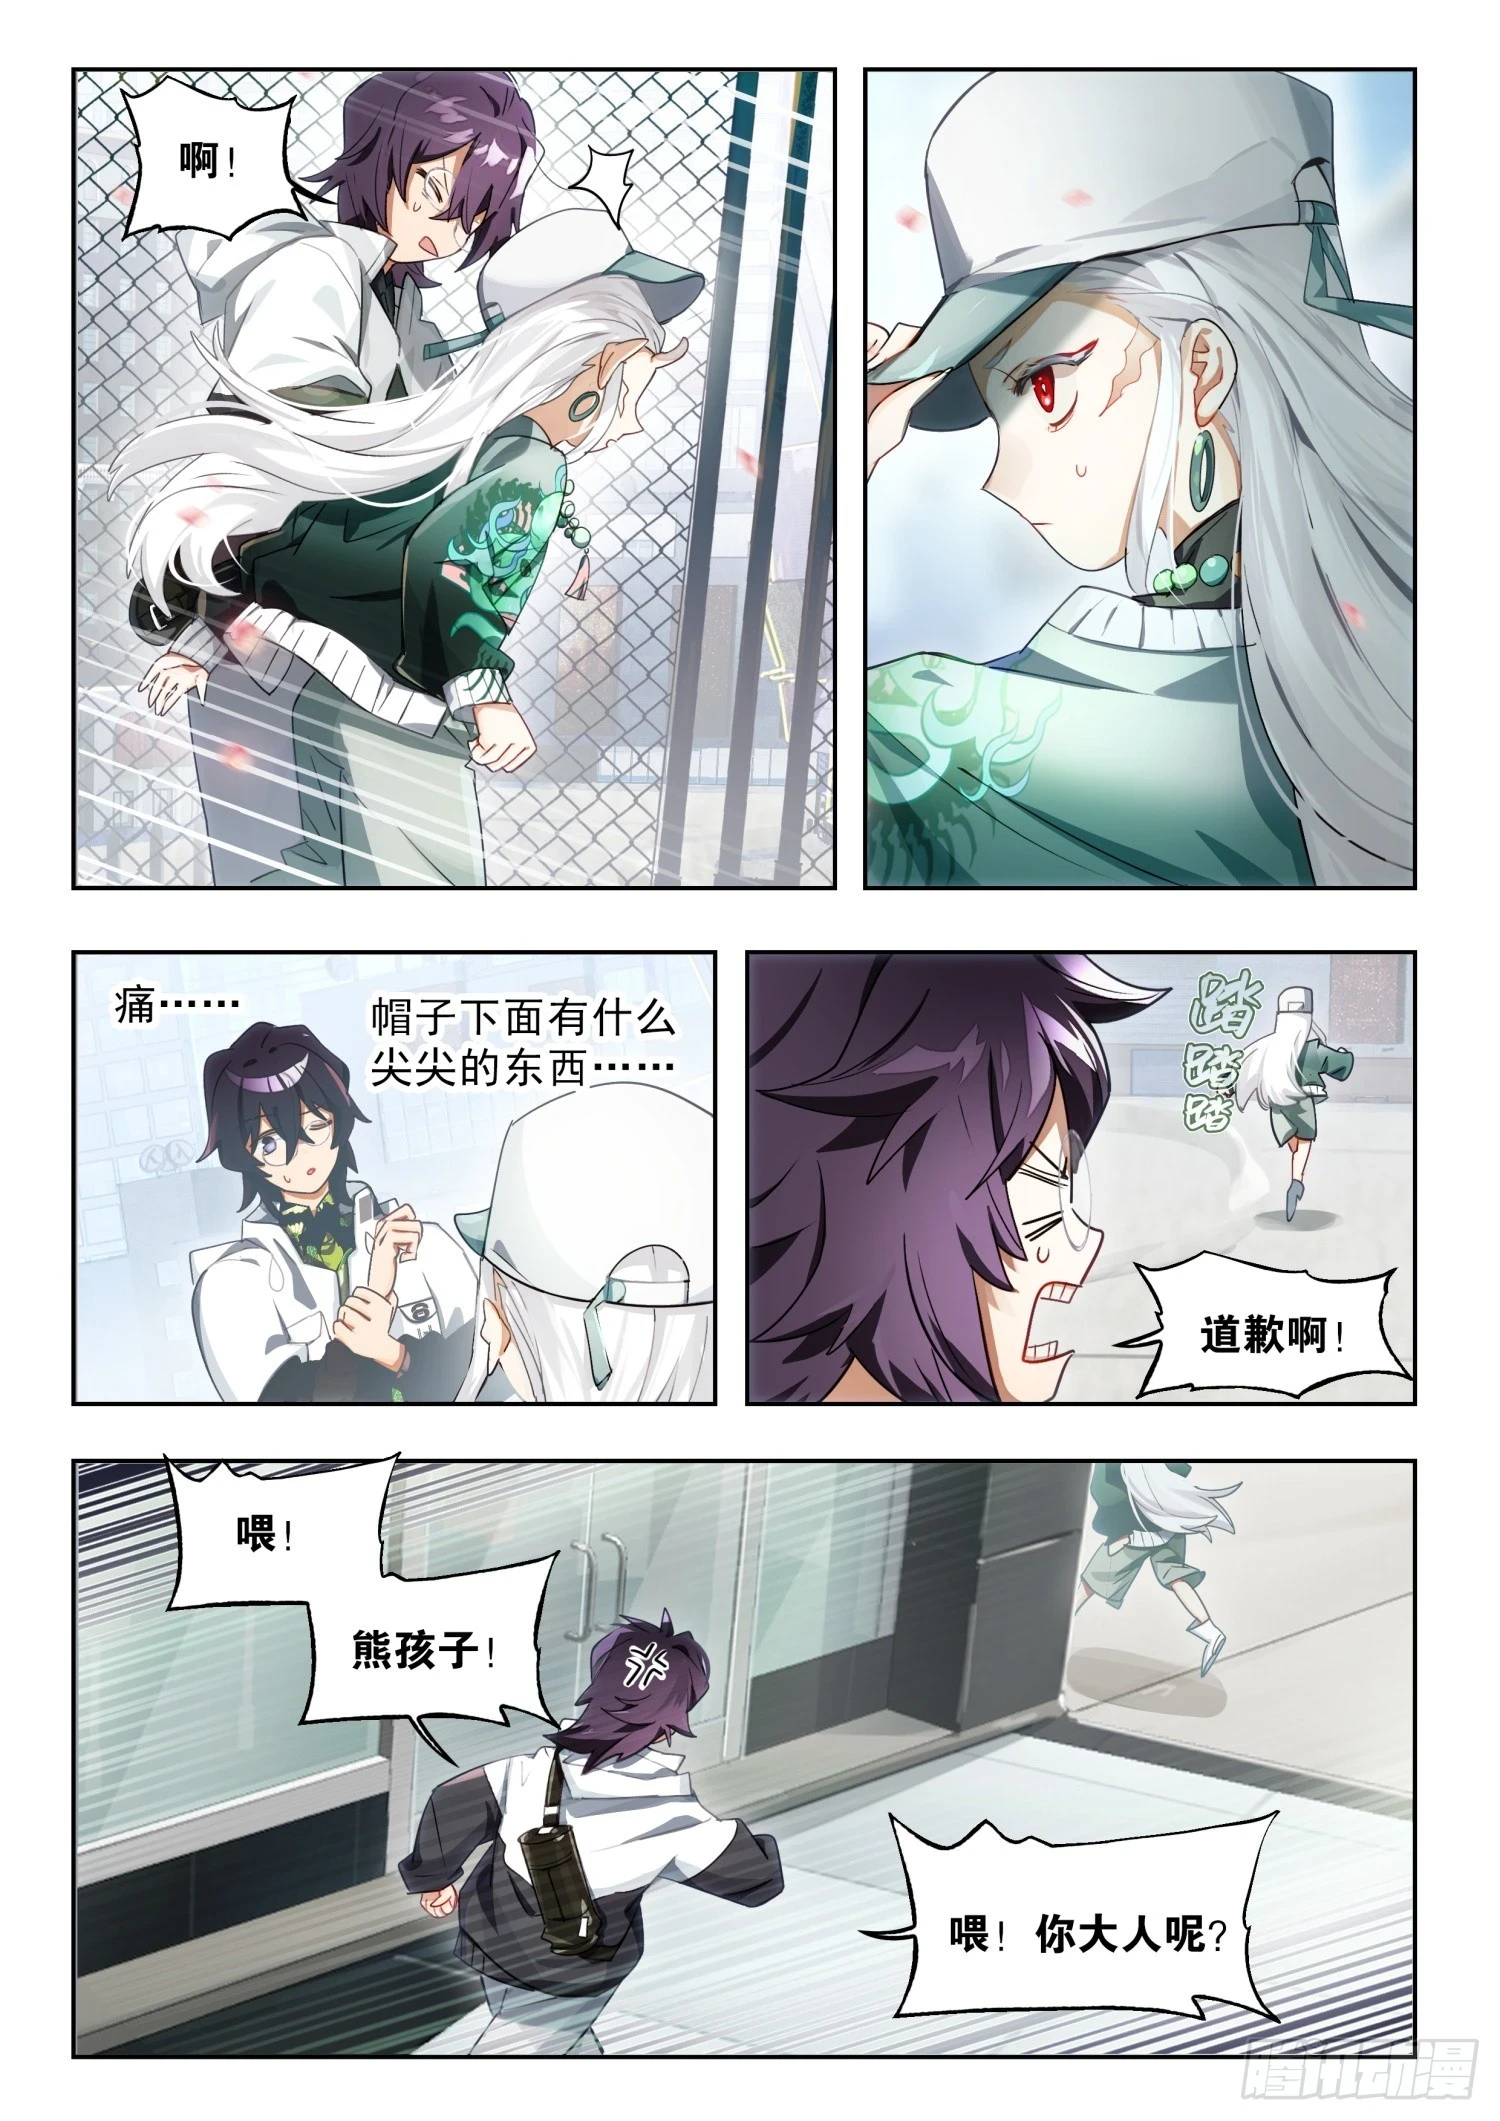 啊！
痛……
帽子下面有什么
尖尖的东西……
踏
踏
踏
道歉啊！
喂！
熊孩子！
喂！你大人呢？
腾讯动漫